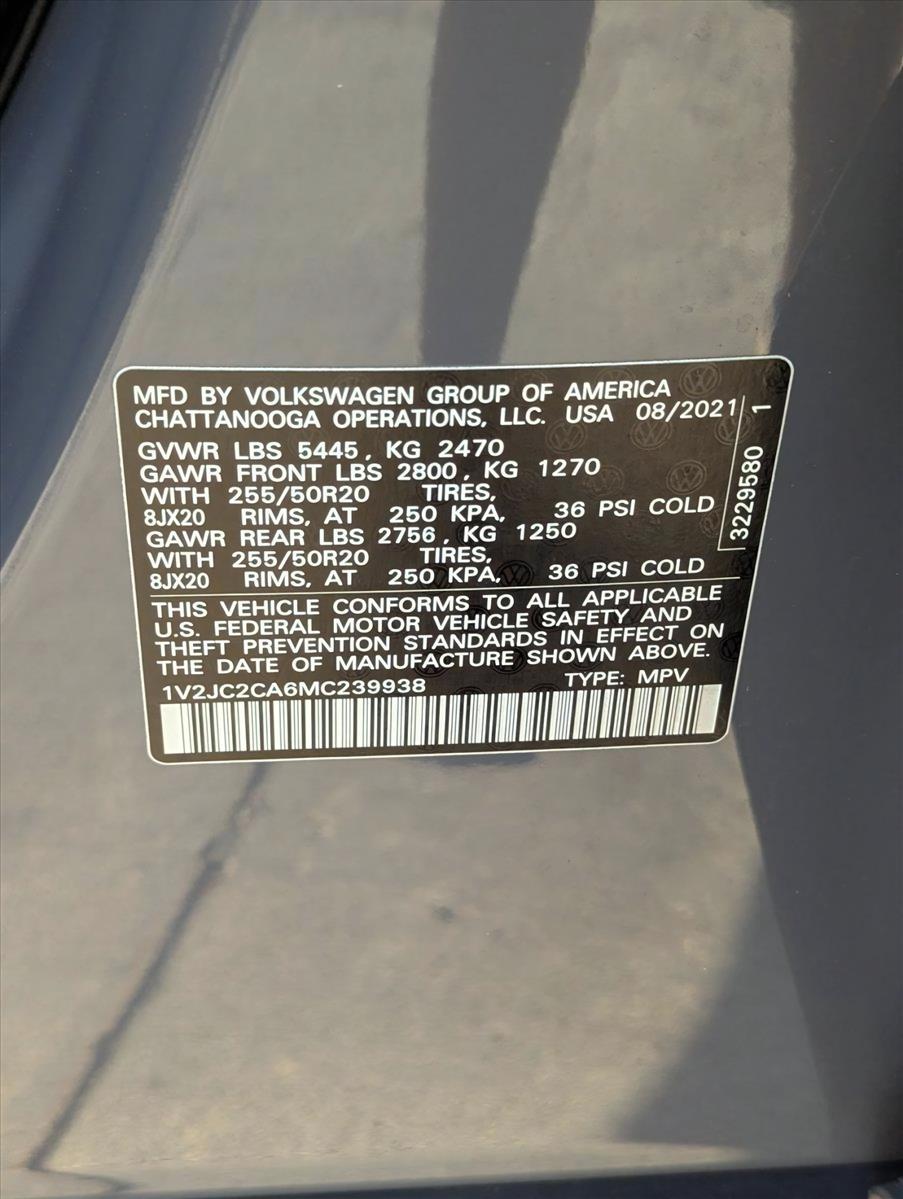 MFD BY VOLKSWAGEN GROUP OF AMERICA
CHATTANOOGA OPERATIONS, LLC. USA 08/2021
GVWR LBS 5445, KG 2470
GAWR FRONT LBS 2800, KG 1270
WITH 255/50R20 TIRES,
8JX20 RIMS, AT 250 KPA, 36 PSI COLD
GAWR REAR LBS 2756, KG 1250
WITH 255/50R20 TIRES,
8JX20 RIMS, AT 250 KPA, 36 PSI COLD
3229580 1
THIS VEHICLE CONFORMS TO ALL APPLICABLE
U.S. FEDERAL MOTOR VEHICLE SAFETY AND
THEFT PREVENTION STANDARDS IN EFFECT ON
THE DATE OF MANUFACTURE SHOWN ABOVE.
1V2JC2CA6MC239938 TYPE: MPV